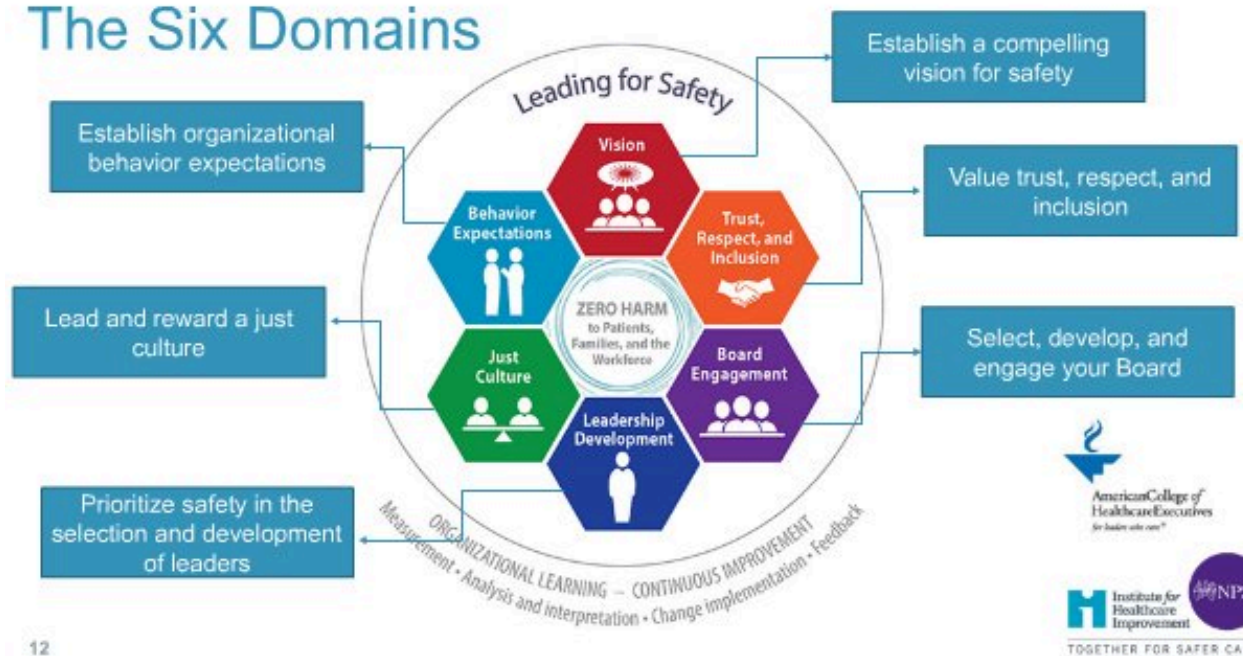 The Six Domains
Establish a compelling
vision for safety
Leading for Safety
Establish organizational
behavior expectations
Vision
Value trust, respect, and
inclusion
Behavior
Expectations
Trust,
Respect, and
Inclusion
ZERO HARM
to Patients,
Families, and the
Workforce
Lead and reward a just
culture
Select, develop, and
engage your Board
Just
Culture
Board
Engagement
Leadership
Development
Prioritize safety in the
selection and development
of leaders
ORGANIZATIONAL LEARNING – CONTINUOUS IMPROVEMENT
Measurement • Analysis and interpretation • Change implementation • Feedback
AmericanCollege of
HealthcareExecutives
for leaders who care®
Institute for
Healthcare
Improvement
TOGETHER FOR SAFER
12